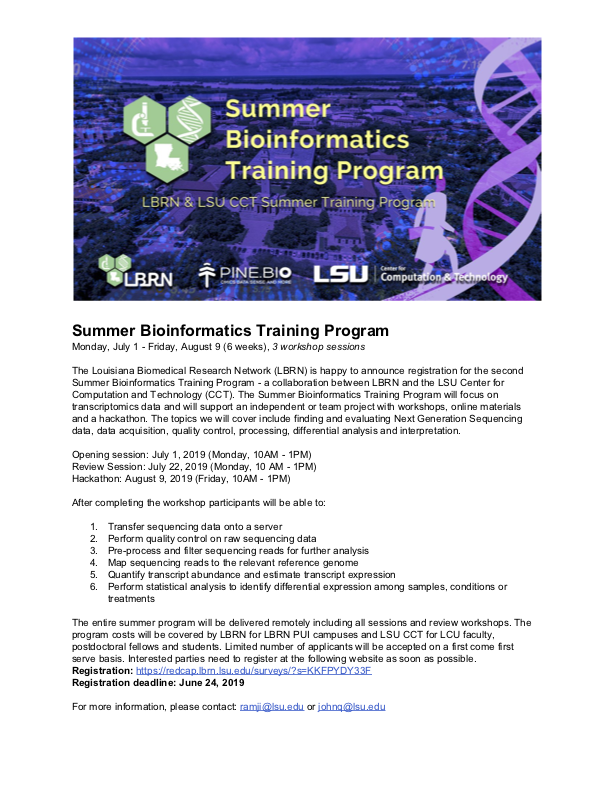 Summer
Bioinformatics
Training Program
LBRN & LSU CCT Summer Training Program
LBRN
PINE.BIO
LSU
Center for
Computation & Technology
Summer Bioinformatics Training Program
Monday, July 1 - Friday, August 9 (6 weeks), 3 workshop sessions
The Louisiana Biomedical Research Network (LBRN) is happy to announce registration for the second
Summer Bioinformatics Training Program - a collaboration between LBRN and the LSU Center for
Computation and Technology (CCT). The Summer Bioinformatics Training Program will focus on
transcriptomics data and will support an independent or team project with workshops, online materials
and a hackathon. The topics we will cover include finding and evaluating Next Generation Sequencing
data, data acquisition, quality control, processing, differential analysis and interpretation.
Opening session: July 1, 2019 (Monday, 10AM - 1PM)
Review Session: July 22, 2019 (Monday, 10 AM - 1PM)
Hackathon: August 9, 2019 (Friday, 10AM - 1PM)
After completing the workshop participants will be able to:
1. Transfer sequencing data onto a server
2. Perform quality control on raw sequencing data
3. Pre-process and filter sequencing reads for further analysis
4. Map sequencing reads to the relevant reference genome
5. Quantify transcript abundance and estimate transcript expression
6. Perform statistical analysis to identify differential expression among samples, conditions or
treatments
The entire summer program will be delivered remotely including all sessions and review workshops. The
program costs will be covered by LBRN for LBRN PUI campuses and LSU CCT for LCU faculty,
postdoctoral fellows and students. Limited number of applicants will be accepted on a first come first
serve basis. Interested parties need to register at the following website as soon as possible.
Registration: https://redcap.lbrn.lsu.edu/surveys/?s=KKFPYDY33F
Registration deadline: June 24, 2019
For more information, please contact: ramji@lsu.edu or johnq@lsu.edu